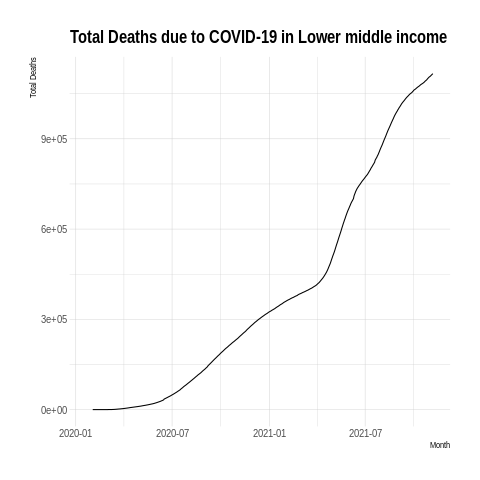 Total Deaths due to COVID-19 in Lower middle income
Total Deaths
9e+05
6e+05
3e+05
0e+00
2020-01 2020-07 2021-01 2021-07
Month